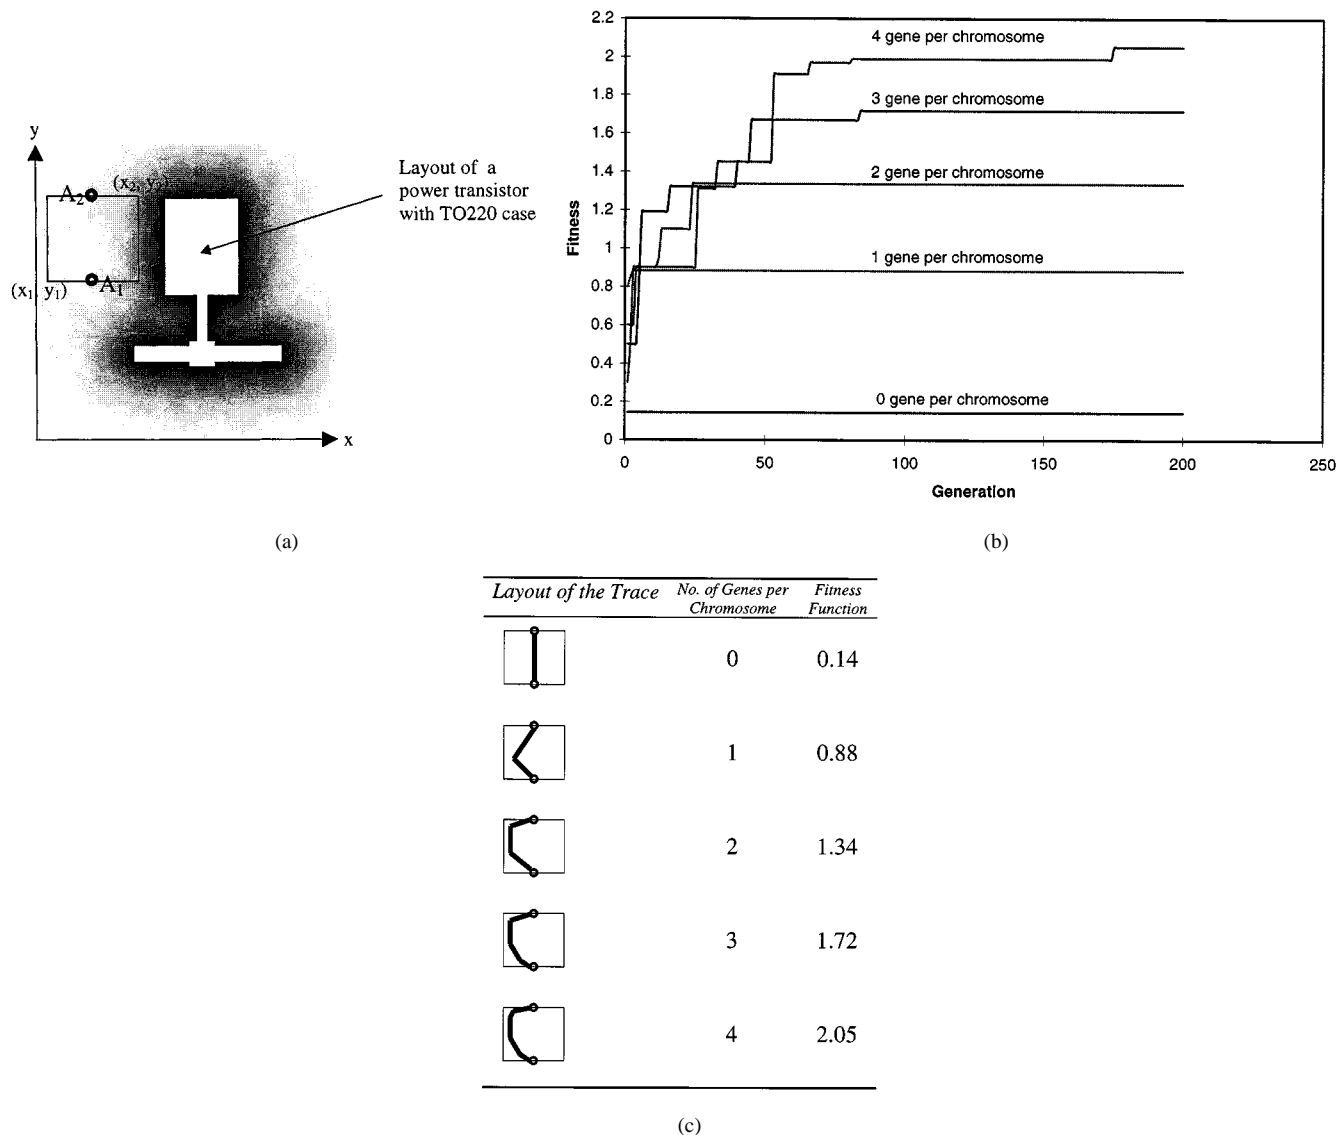 y
A2
(x2, y2)
(x1, y1)
A1
x
Layout of a
power transistor
with TO220 case
(a)
2.2
2
1.8
1.6
1.4
1.2
1
0.8
0.6
0.4
0.2
0
Fitness
4 gene per chromosome
3 gene per chromosome
2 gene per chromosome
1 gene per chromosome
0 gene per chromosome
0 50 100 150 200 250
Generation
(b)
Layout of the Trace No. of Genes per Chromosome Fitness Function
0 0.14
1 0.88
2 1.34
3 1.72
4 2.05
(c)